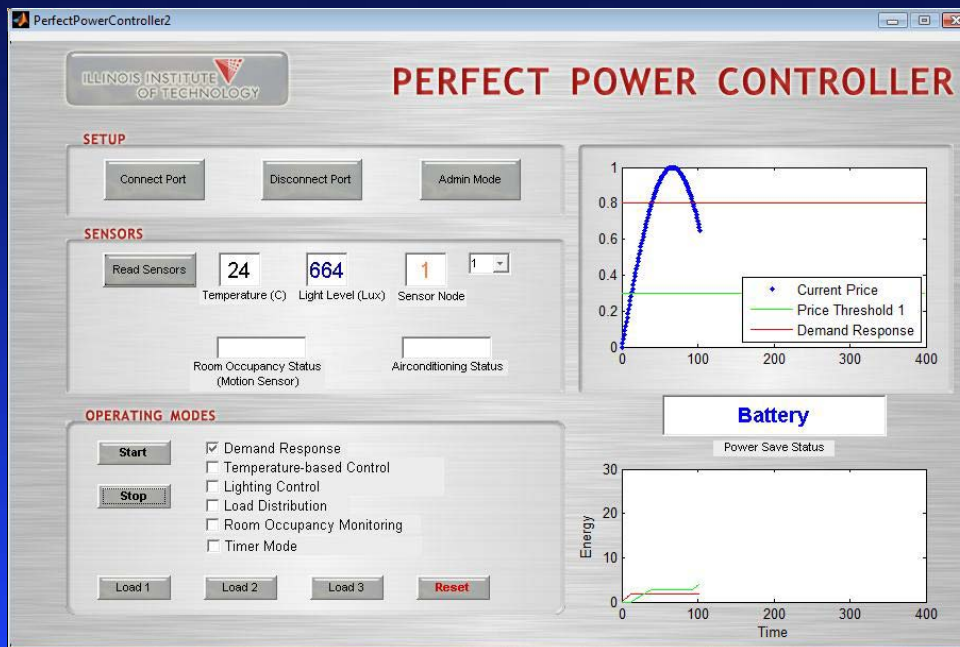 PerfectPowerController2
ILLINOIS INSTITUTE
OF TECHNOLOGY
PERFECT POWER CONTROLLER
SETUP
Connect Port
Disconnect Port
Admin Mode
SENSORS
Read Sensors
24
664
1
1
Temperature (C)
Light Level (Lux)
Sensor Node
Room Occupancy Status
(Motion Sensor)
Airconditioning Status
OPERATING MODES
Start
Stop
Demand Response
Temperature-based Control
Lighting Control
Load Distribution
Room Occupancy Monitoring
Timer Mode
Load 1
Load 2
Load 3
Reset
1
0.8
0.6
0.4
0.2
0
0 100 200 300 400
Current Price
Price Threshold 1
Demand Response
Battery
Power Save Status
30
20
10
0
Energy
0 100 200 300 400
Time